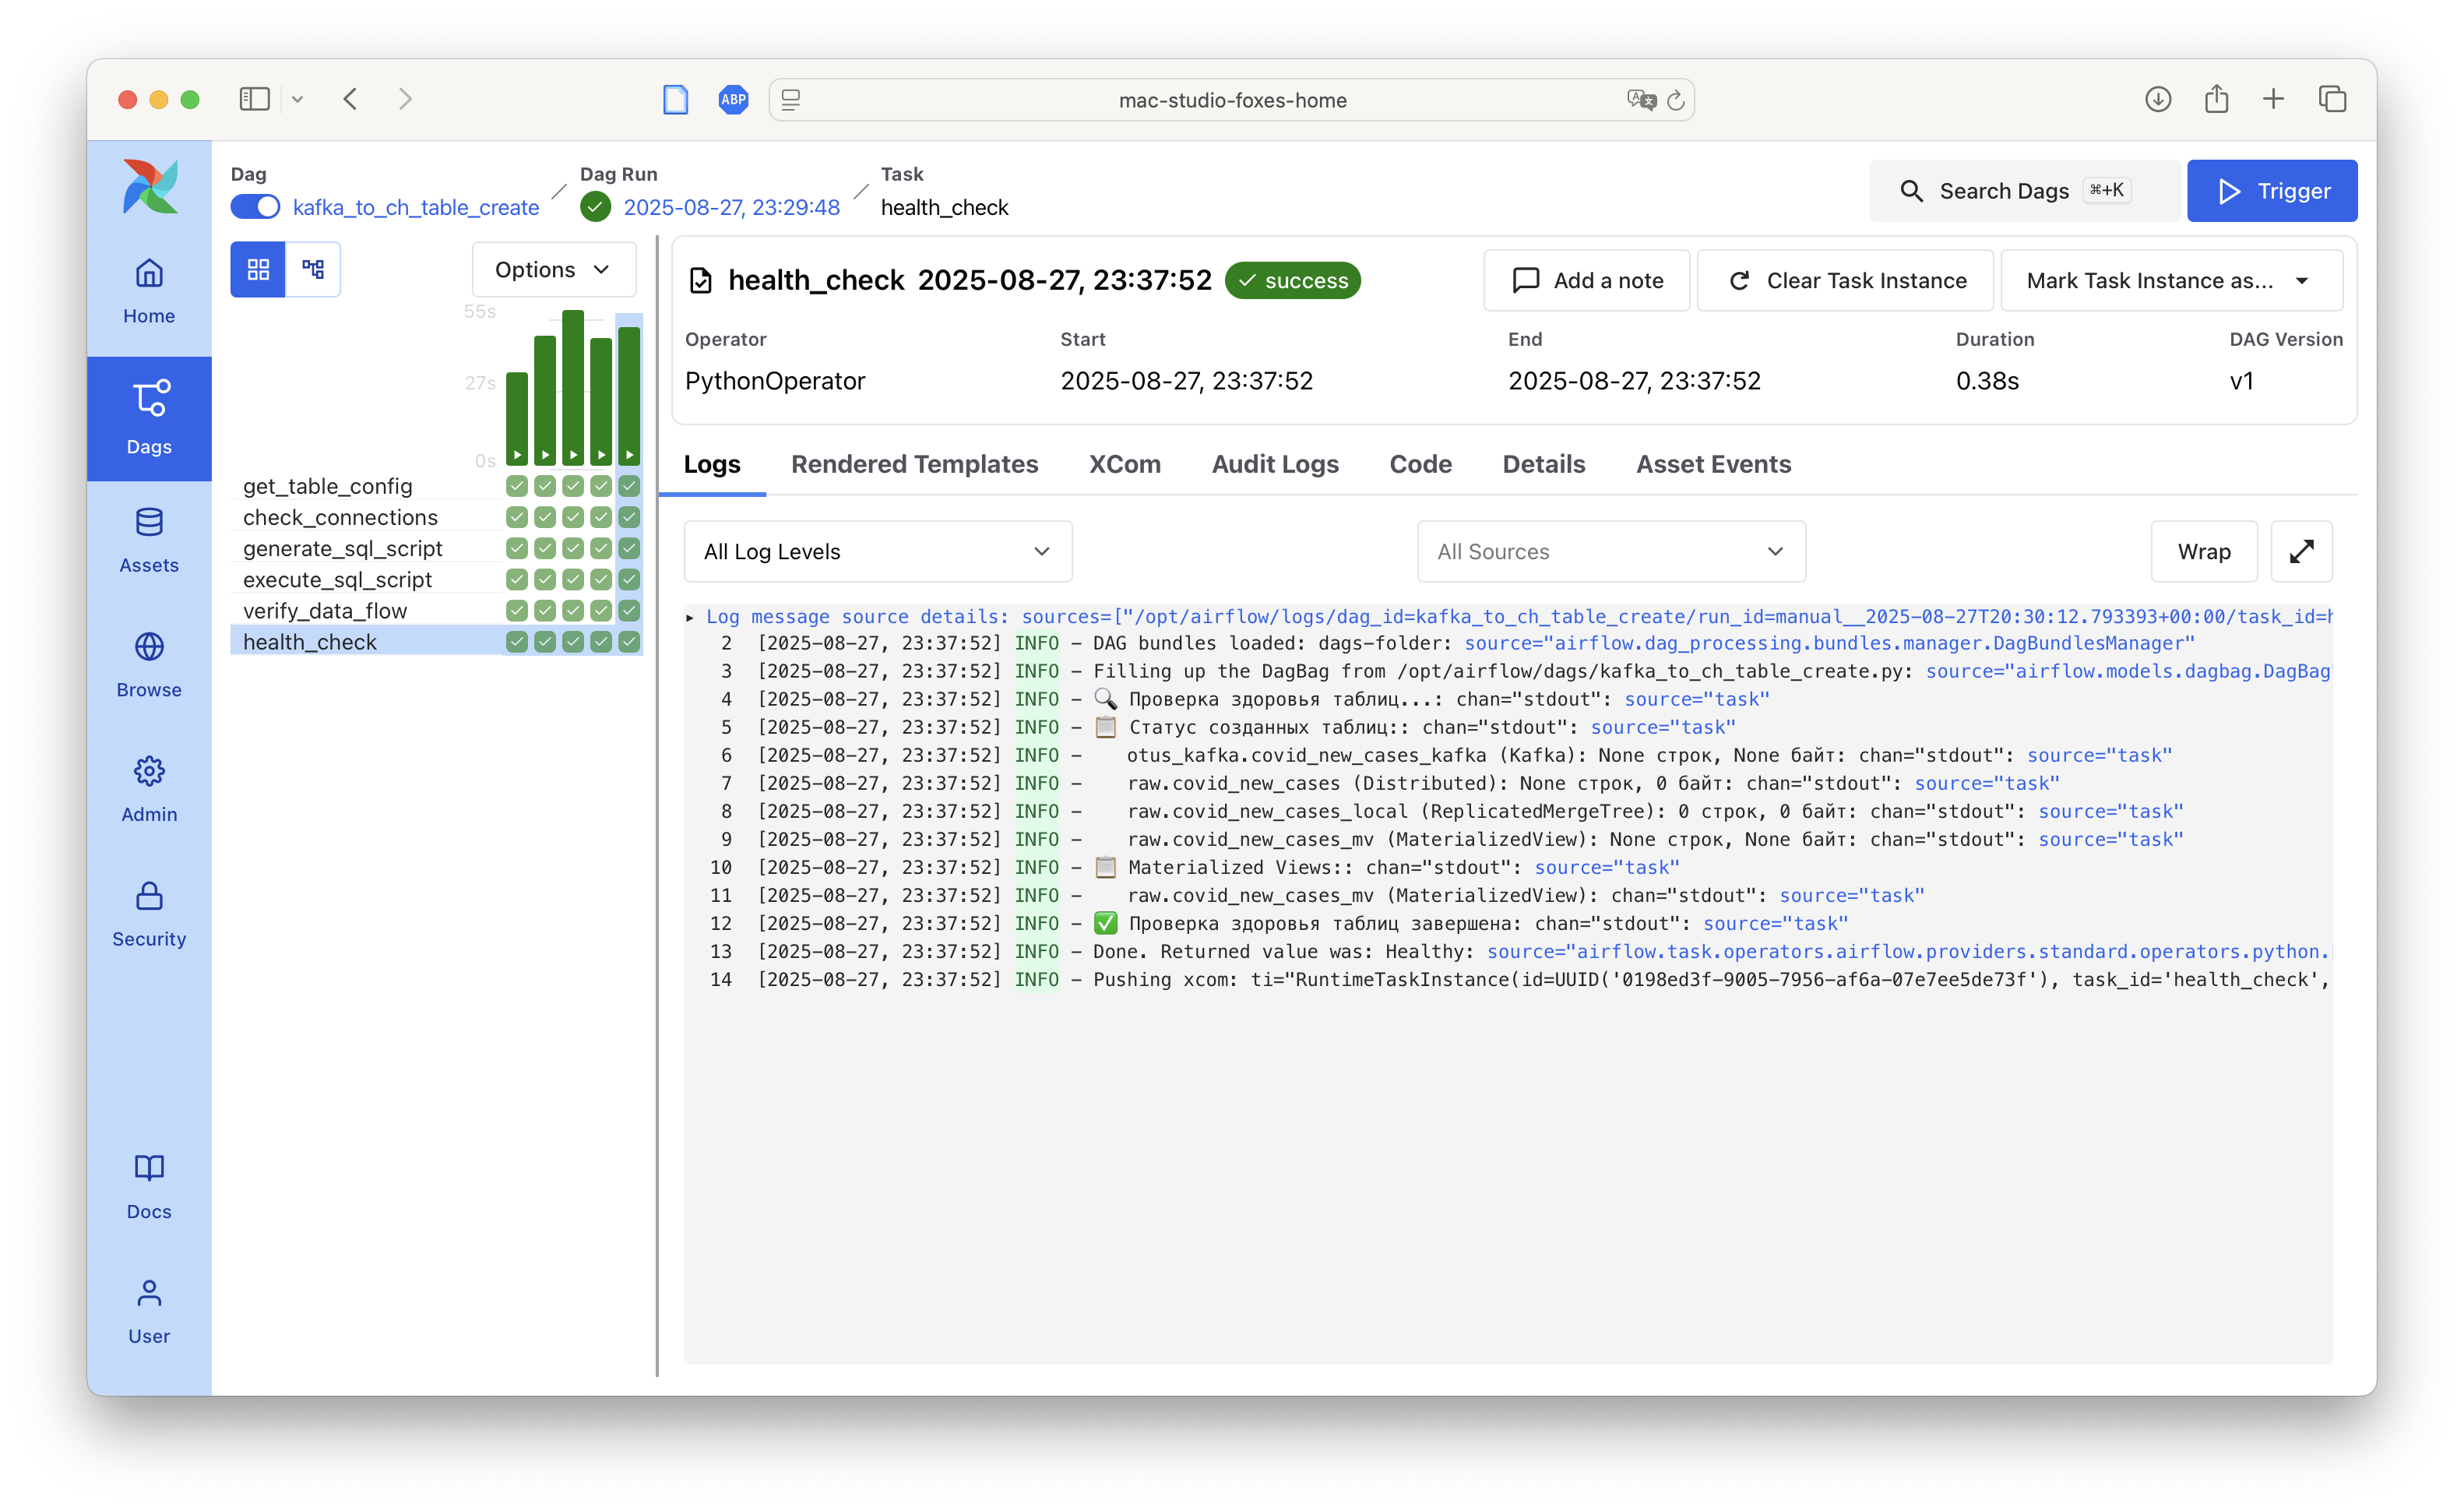 ABP
mac-studio-foxes-home
Dag
kafka_to_ch_table_create
Dag Run
2025-08-27, 23:29:48
Task
health_check
Search Dags
⌘+K
Trigger
Home
Dags
Assets
Browse
Admin
Security
Docs
User
Options
55s
27s
0s
get_table_config
check_connections
generate_sql_script
execute_sql_script
verify_data_flow
health_check
health_check 2025-08-27, 23:37:52 success
Add a note
Clear Task Instance
Mark Task Instance as...
Operator Start End Duration DAG Version
PythonOperator 2025-08-27, 23:37:52 2025-08-27, 23:37:52 0.38s v1
Logs Rendered Templates XCom Audit Logs Code Details Asset Events
All Log Levels
All Sources
Wrap
Log message source details: sources=["/opt/airflow/logs/dag_id=kafka_to_ch_table_create/run_id=manual__2025-08-27T20:30:12.793393+00:00/task_id=h
2 [2025-08-27, 23:37:52] INFO – DAG bundles loaded: dags-folder: source="airflow.dag_processing.bundles.manager.DagBundlesManager"
3 [2025-08-27, 23:37:52] INFO – Filling up the DagBag from /opt/airflow/dags/kafka_to_ch_table_create.py: source="airflow.models.dagbag.DagBag"
4 [2025-08-27, 23:37:52] INFO – 🔍 Проверка здоровья таблиц...: chan="stdout": source="task"
5 [2025-08-27, 23:37:52] INFO – 📋 Статус созданных таблиц:: chan="stdout": source="task"
6 [2025-08-27, 23:37:52] INFO – otus_kafka.covid_new_cases_kafka (Kafka): None строк, None байт: chan="stdout": source="task"
7 [2025-08-27, 23:37:52] INFO – raw.covid_new_cases (Distributed): None строк, 0 байт: chan="stdout": source="task"
8 [2025-08-27, 23:37:52] INFO – raw.covid_new_cases_local (ReplicatedMergeTree): 0 строк, 0 байт: chan="stdout": source="task"
9 [2025-08-27, 23:37:52] INFO – raw.covid_new_cases_mv (MaterializedView): None строк, None байт: chan="stdout": source="task"
10 [2025-08-27, 23:37:52] INFO – 📋 Materialized Views:: chan="stdout": source="task"
11 [2025-08-27, 23:37:52] INFO – raw.covid_new_cases_mv (MaterializedView): chan="stdout": source="task"
12 [2025-08-27, 23:37:52] INFO – ✅ Проверка здоровья таблиц завершена: chan="stdout": source="task"
13 [2025-08-27, 23:37:52] INFO – Done. Returned value was: Healthy: source="airflow.task.operators.airflow.providers.standard.operators.python.
14 [2025-08-27, 23:37:52] INFO – Pushing xcom: ti="RuntimeTaskInstance(id=UUID('0198ed3f-9005-7956-af6a-07e7ee5de73f'), task_id='health_check',